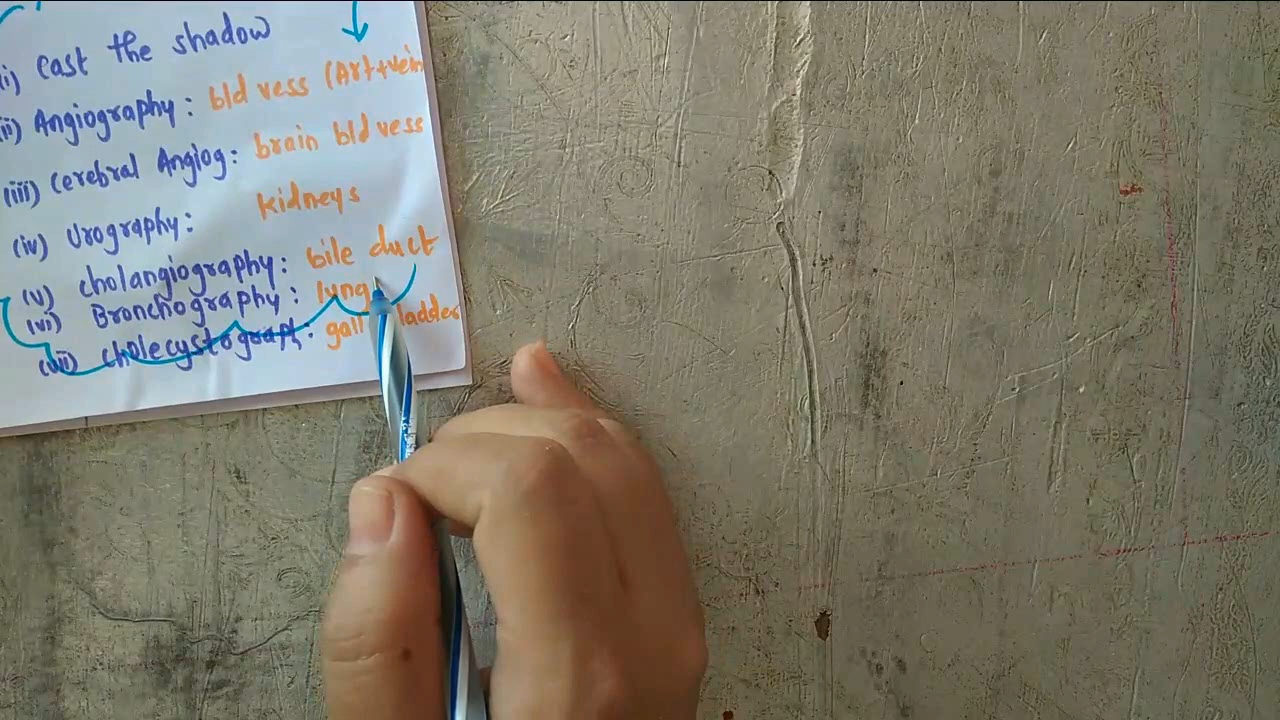 (i) Cast the shadow
(ii) Angiography: bld vess (Art+vein
(iii) Cerebral Angiog: brain bld vess
(iv) Urography: kidneys
(v) cholangiography: bile duct
(vi) Bronchography: lung
(vii) cholecystograph: gall ladder